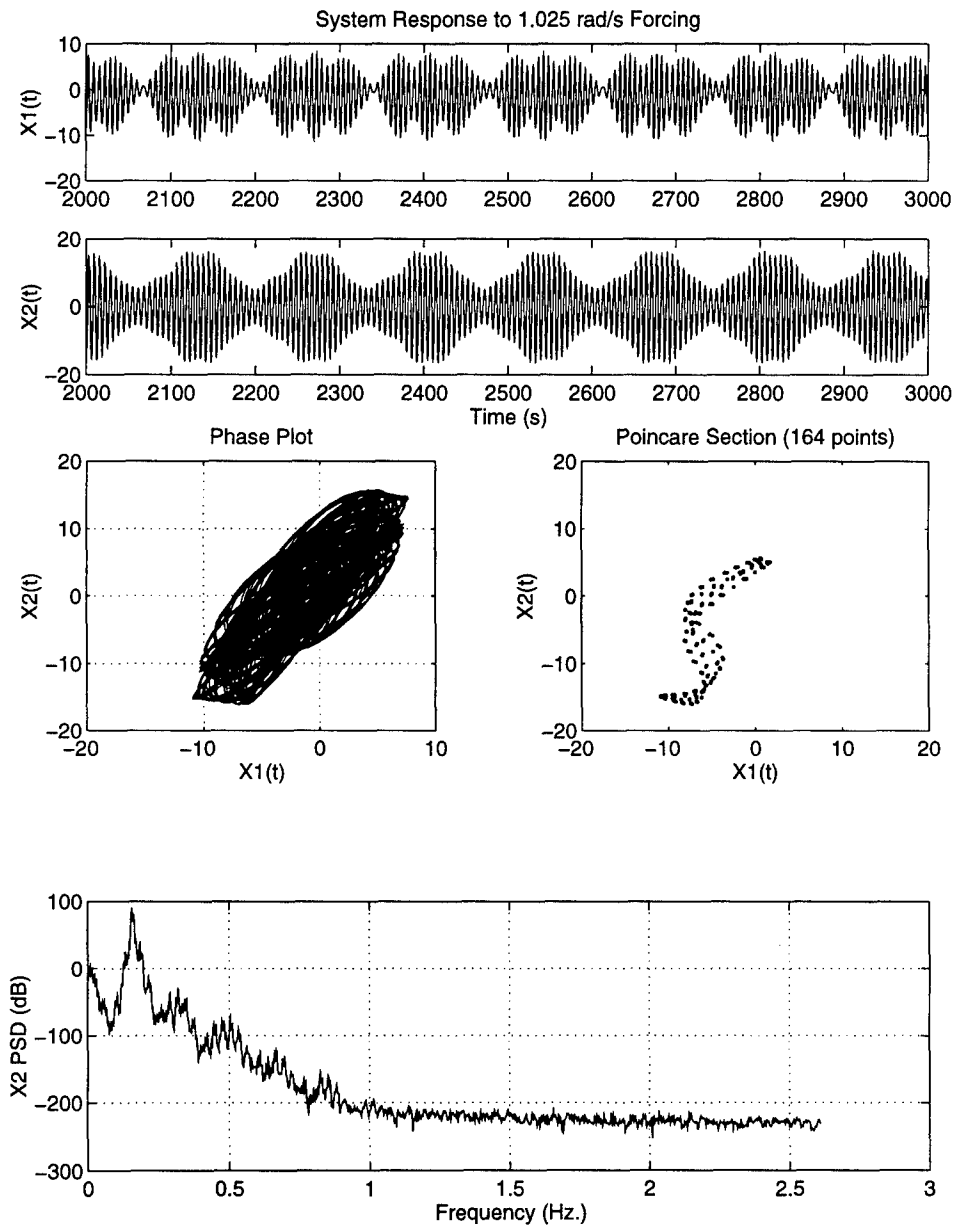 System Response to 1.025 rad/s Forcing
10
0
−10
−20
X1(t)
2000 2100 2200 2300 2400 2500 2600 2700 2800 2900 3000
20
0
−20
X2(t)
2000 2100 2200 2300 2400 2500 2600 2700 2800 2900 3000
Time (s)
Phase Plot
20
10
0
−10
−20
X2(t)
−20 −10 0 10
X1(t)
Poincare Section (164 points)
20
10
0
−10
−20
X2(t)
−20 −10 0 10 20
X1(t)
100
0
−100
−200
−300
X2 PSD (dB)
0 0.5 1 1.5 2 2.5 3
Frequency (Hz.)